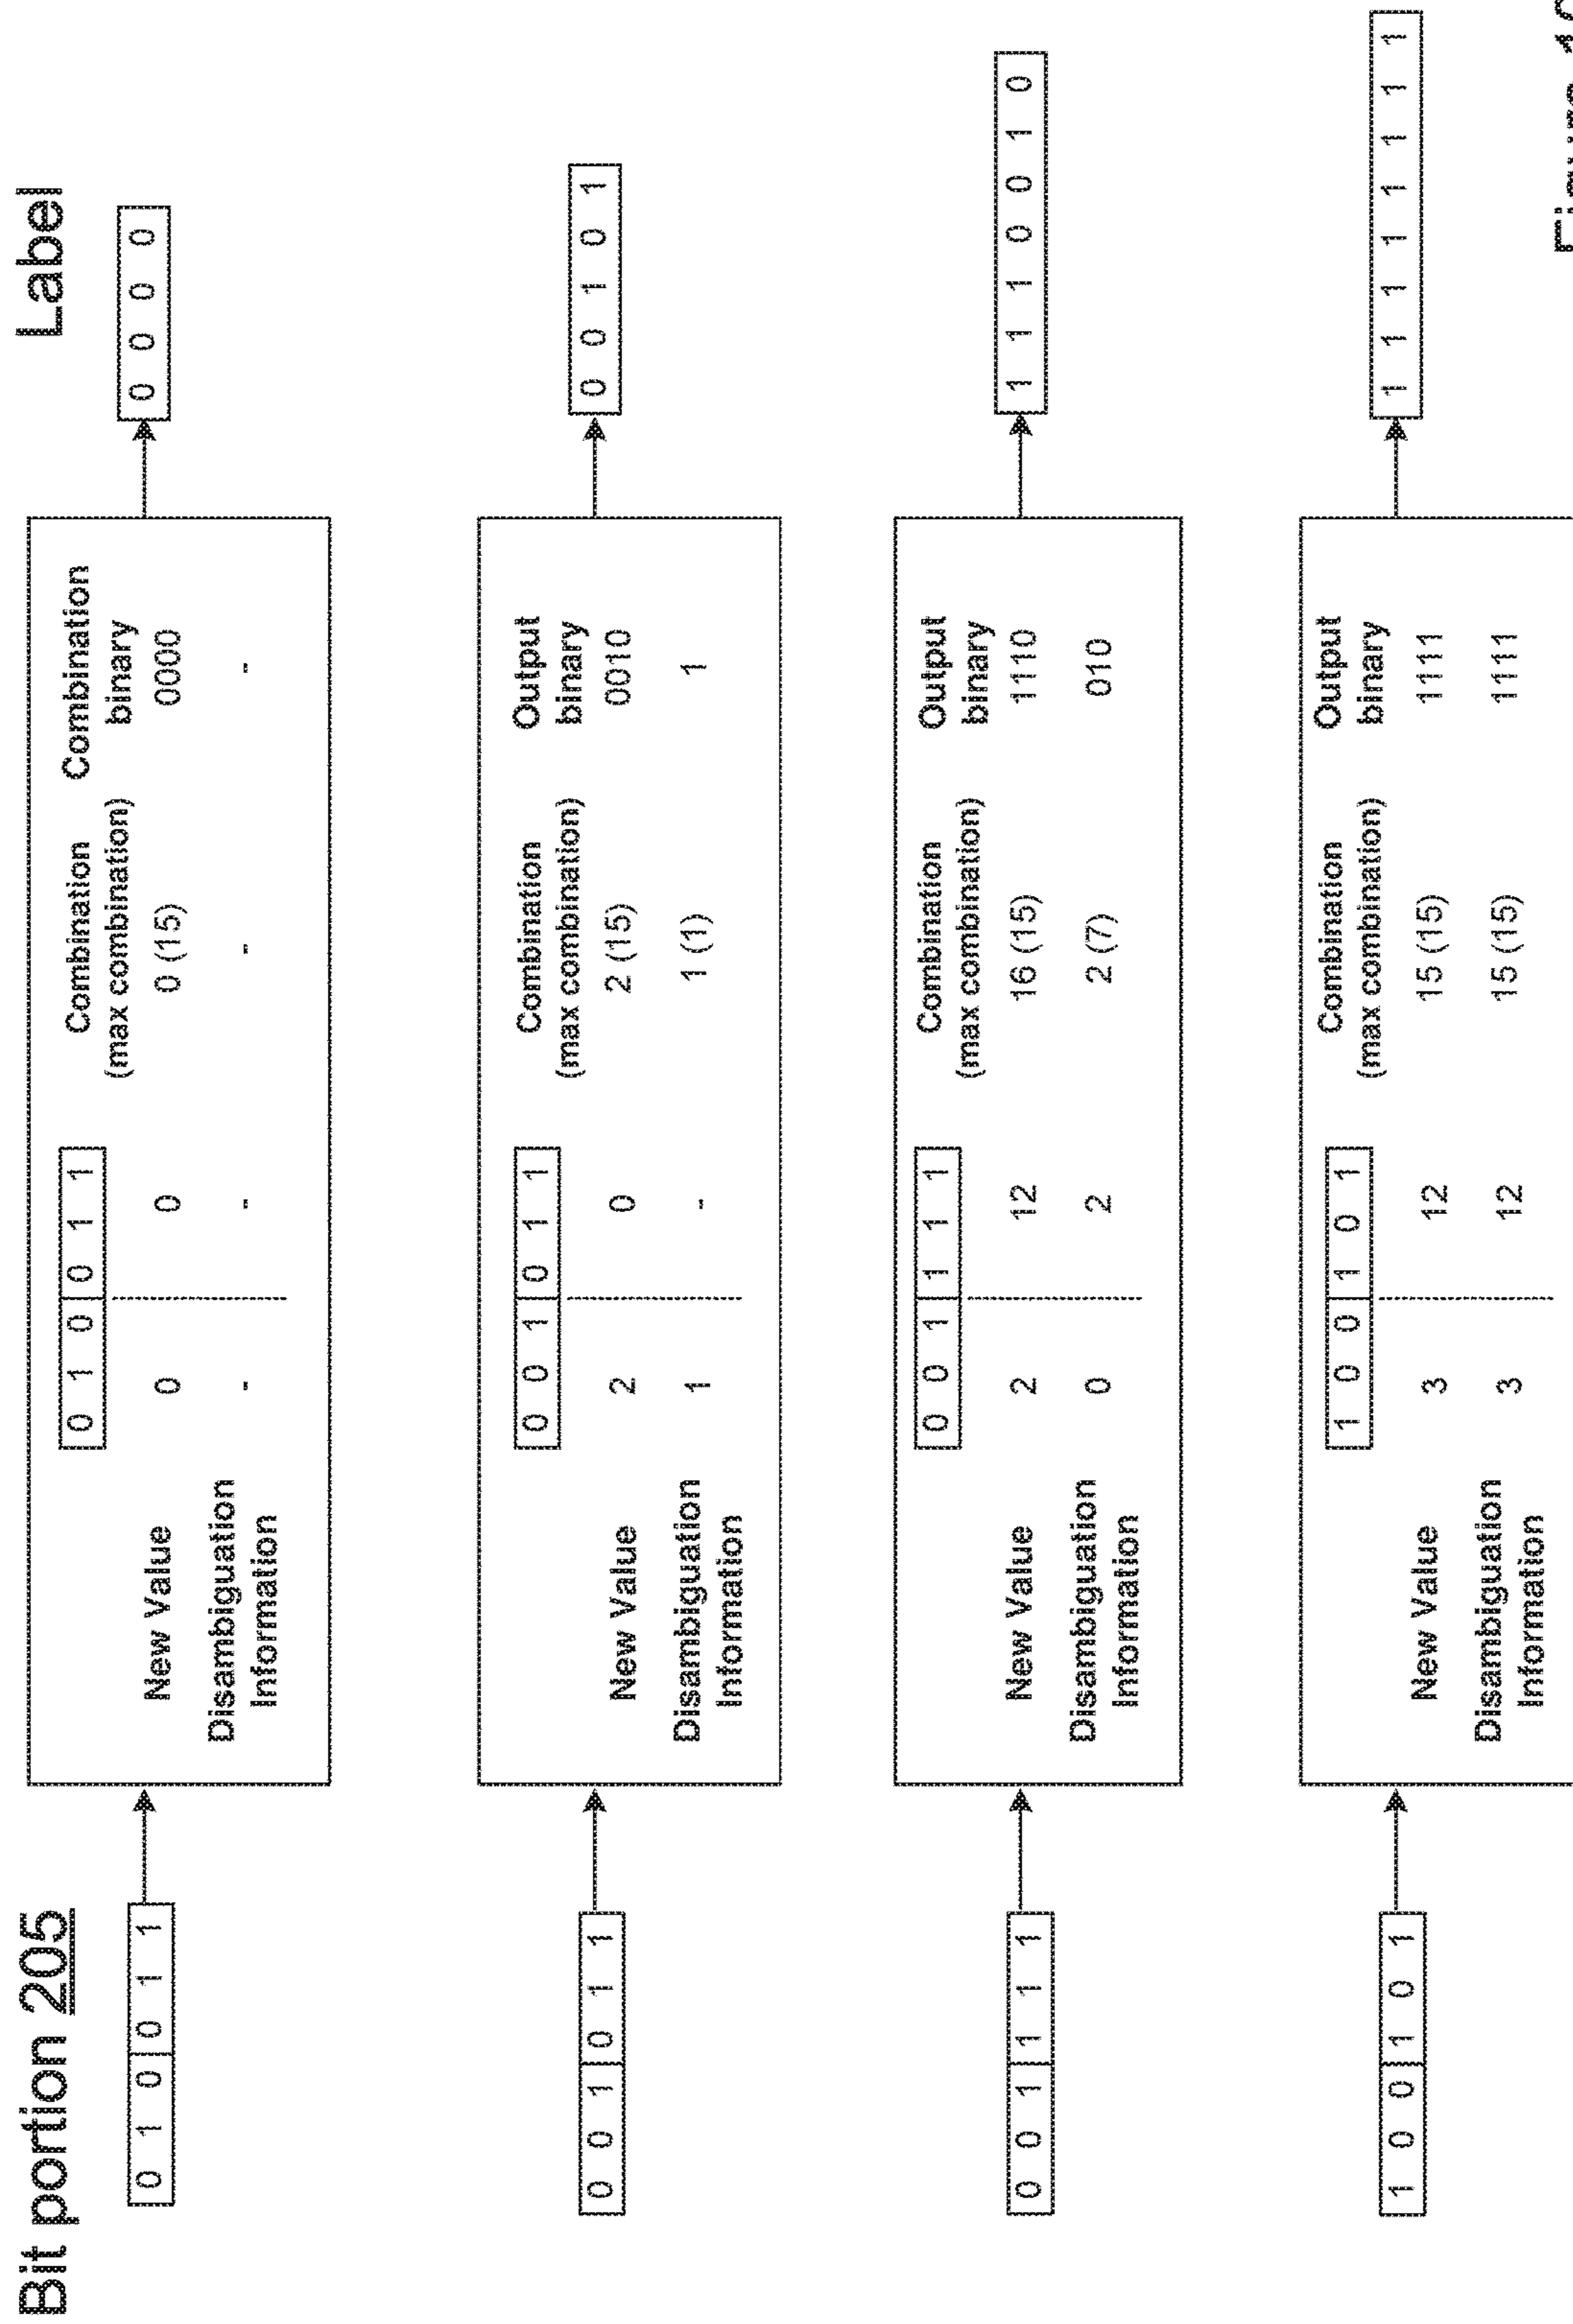 Bit portion 205
Label
0 1 0 0 1 1
0 1 0 0 1 1
Combination (max combination)
Combination binary
New Value 0 0 0 (15) 0000
Disambiguation Information - - - -
0 0 0 0
0 0 1 0 1 1
0 0 1 0 1 1
Combination (max combination)
Output binary
New Value 2 0 2 (15) 0010
Disambiguation Information 1 - 1 (1) 1
0 0 1 0 1
0 0 1 1 1 1
0 0 1 1 1 1
Combination (max combination)
Output binary
New Value 2 12 16 (15) 1110
Disambiguation Information 0 2 2 (7) 010
1 1 1 0 0 1 0
1 0 0 1 0 1
1 0 0 1 0 1
Combination (max combination)
Output binary
New Value 3 12 15 (15) 1111
Disambiguation Information 3 12 15 (15) 1111
1 1 1 1 1 1 1 1